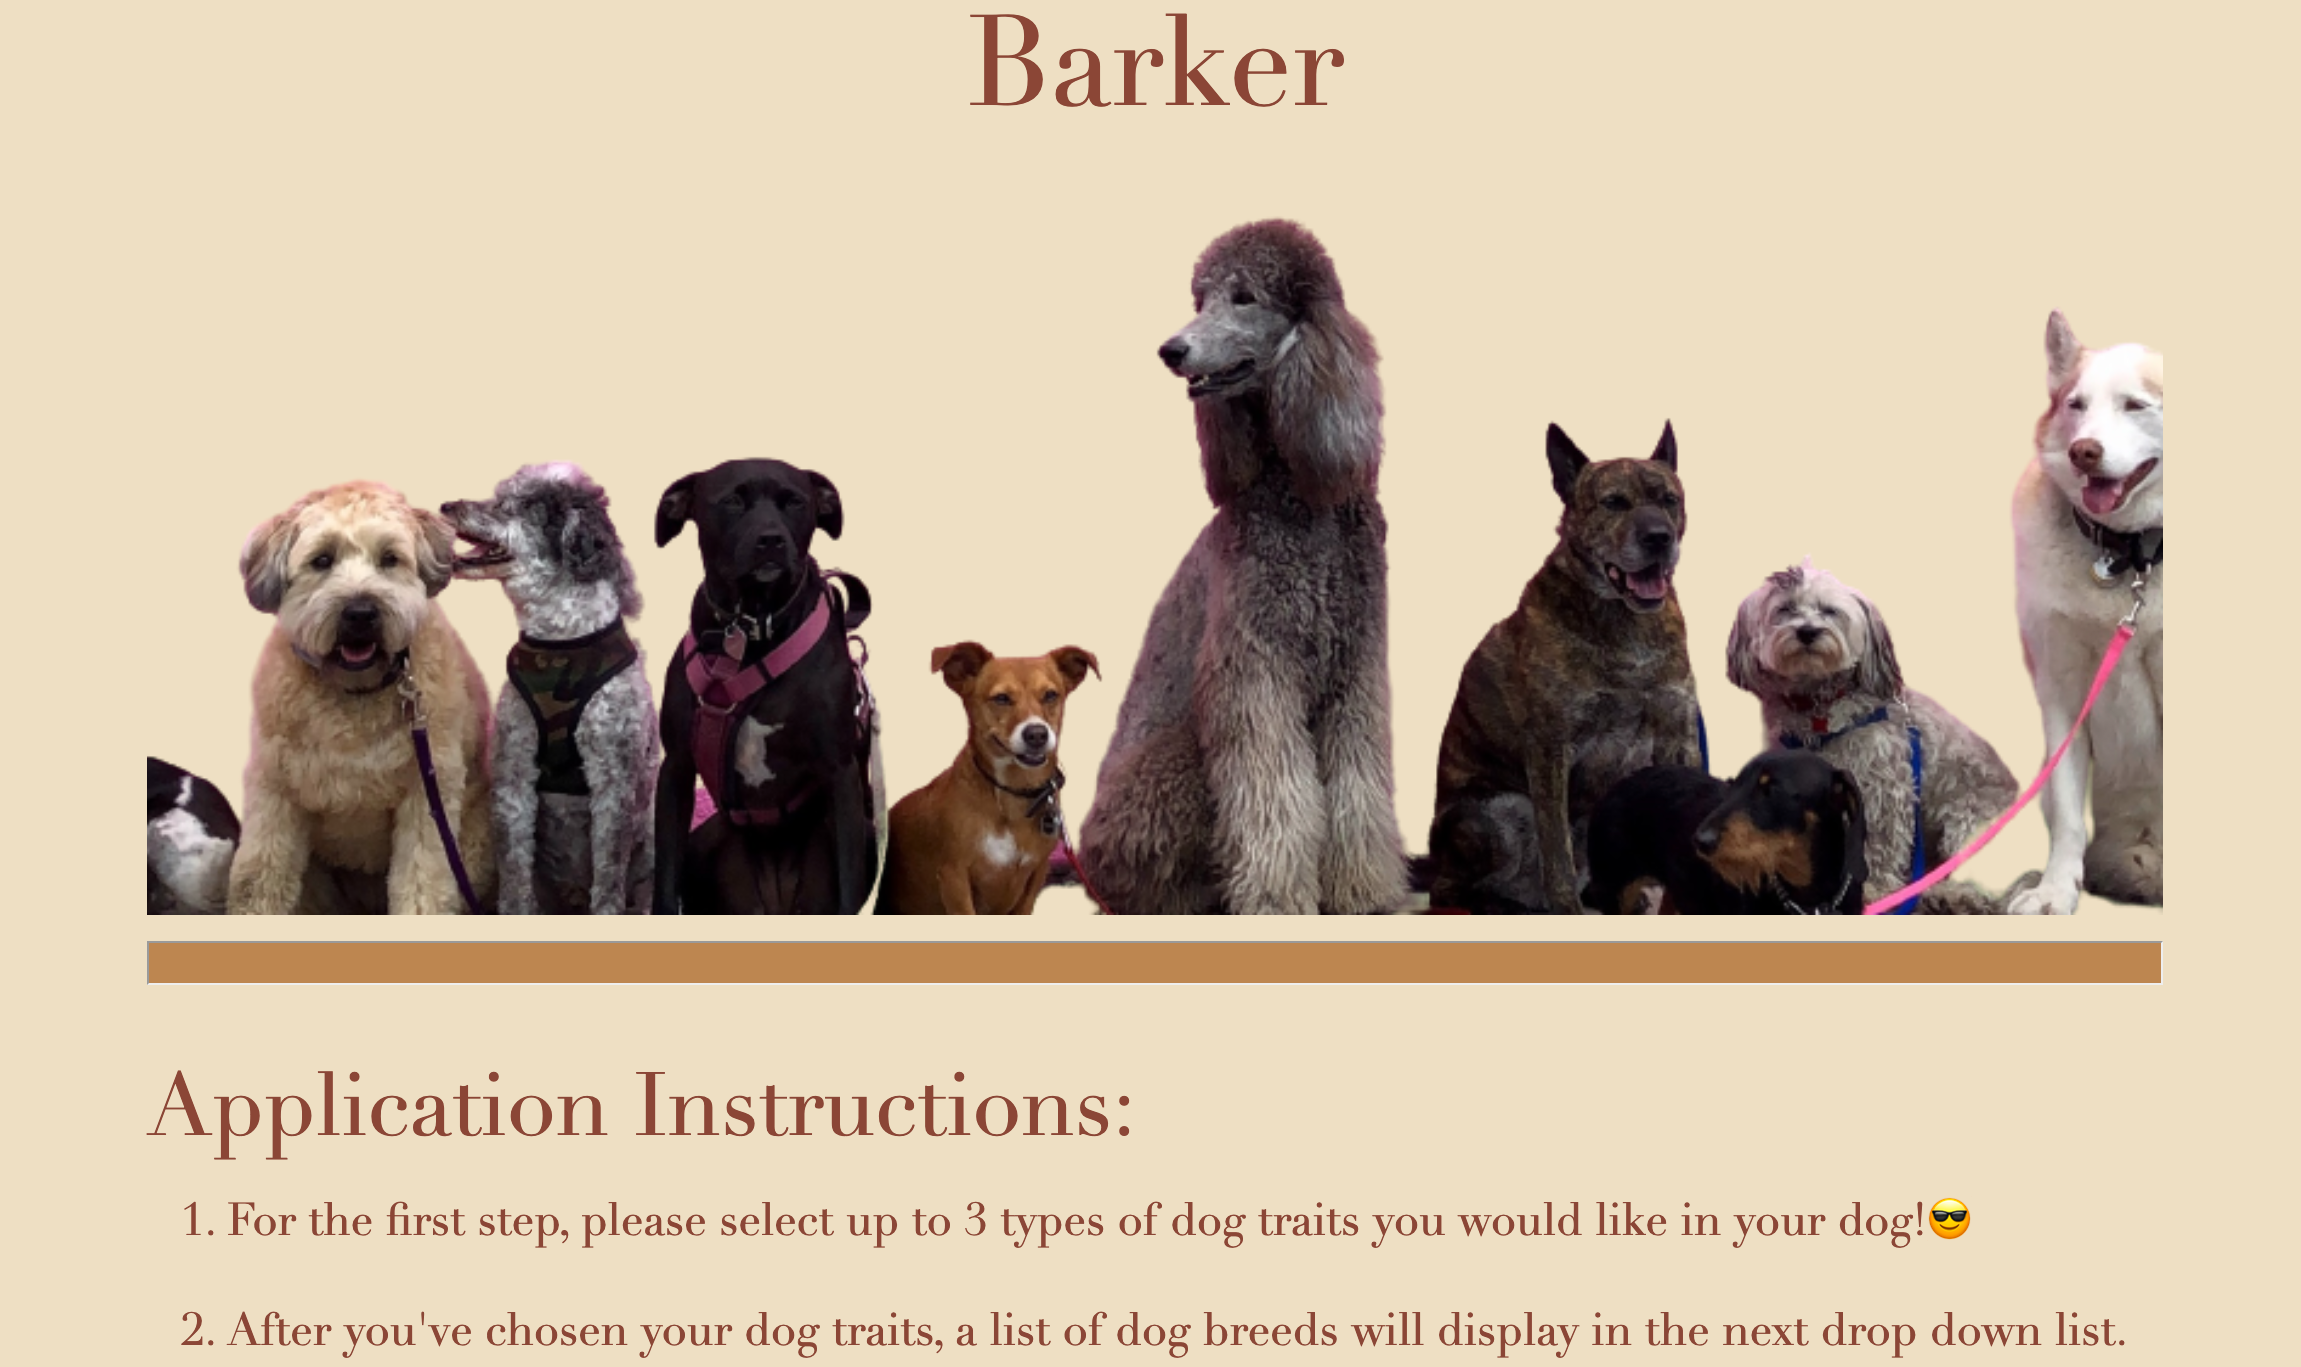 Barker
Application Instructions:
1. For the first step, please select up to 3 types of dog traits you would like in your dog!😎
2. After you've chosen your dog traits, a list of dog breeds will display in the next drop down list.